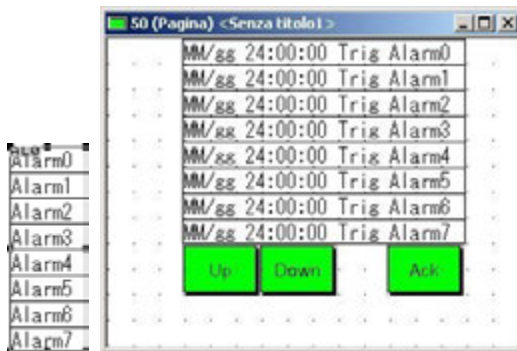 50 (Pagina) <Senza titolo1>
MM/gg 24:00:00 Trig Alarm0
MM/gg 24:00:00 Trig Alarm1
MM/gg 24:00:00 Trig Alarm2
MM/gg 24:00:00 Trig Alarm3
MM/gg 24:00:00 Trig Alarm4
MM/gg 24:00:00 Trig Alarm5
MM/gg 24:00:00 Trig Alarm6
MM/gg 24:00:00 Trig Alarm7
Up Down Ack
Alarm0
Alarm1
Alarm2
Alarm3
Alarm4
Alarm5
Alarm6
Alarm7